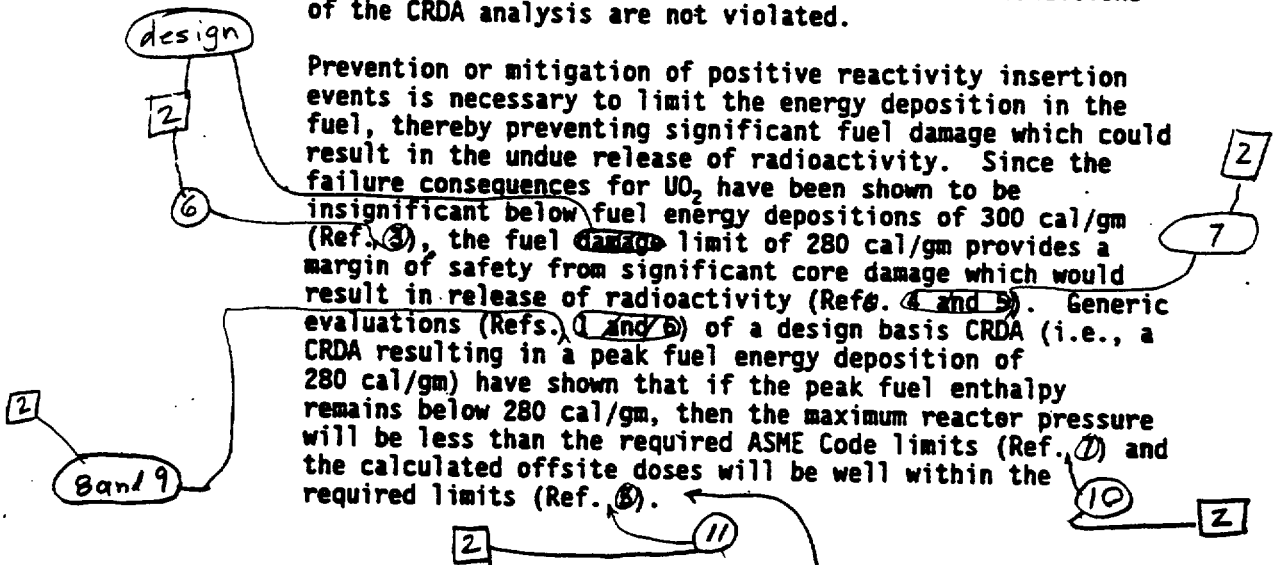 of the CRDA analysis are not violated.
design
Prevention or mitigation of positive reactivity insertion
events is necessary to limit the energy deposition in the
2
fuel, thereby preventing significant fuel damage which could
result in the undue release of radioactivity. Since the
2
failure consequences for UO₂ have been shown to be
6
insignificant below fuel energy depositions of 300 cal/gm
(Ref. 3), the fuel damage limit of 280 cal/gm provides a
7
margin of safety from significant core damage which would
result in release of radioactivity (Refs. 4 and 5). Generic
evaluations (Refs. 1 and 6) of a design basis CRDA (i.e., a
CRDA resulting in a peak fuel energy deposition of
280 cal/gm) have shown that if the peak fuel enthalpy
2
remains below 280 cal/gm, then the maximum reactor pressure
will be less than the required ASME Code limits (Ref. 7) and
8 and 9
the calculated offsite doses will be well within the
required limits (Ref. 8).
10
2
2
11